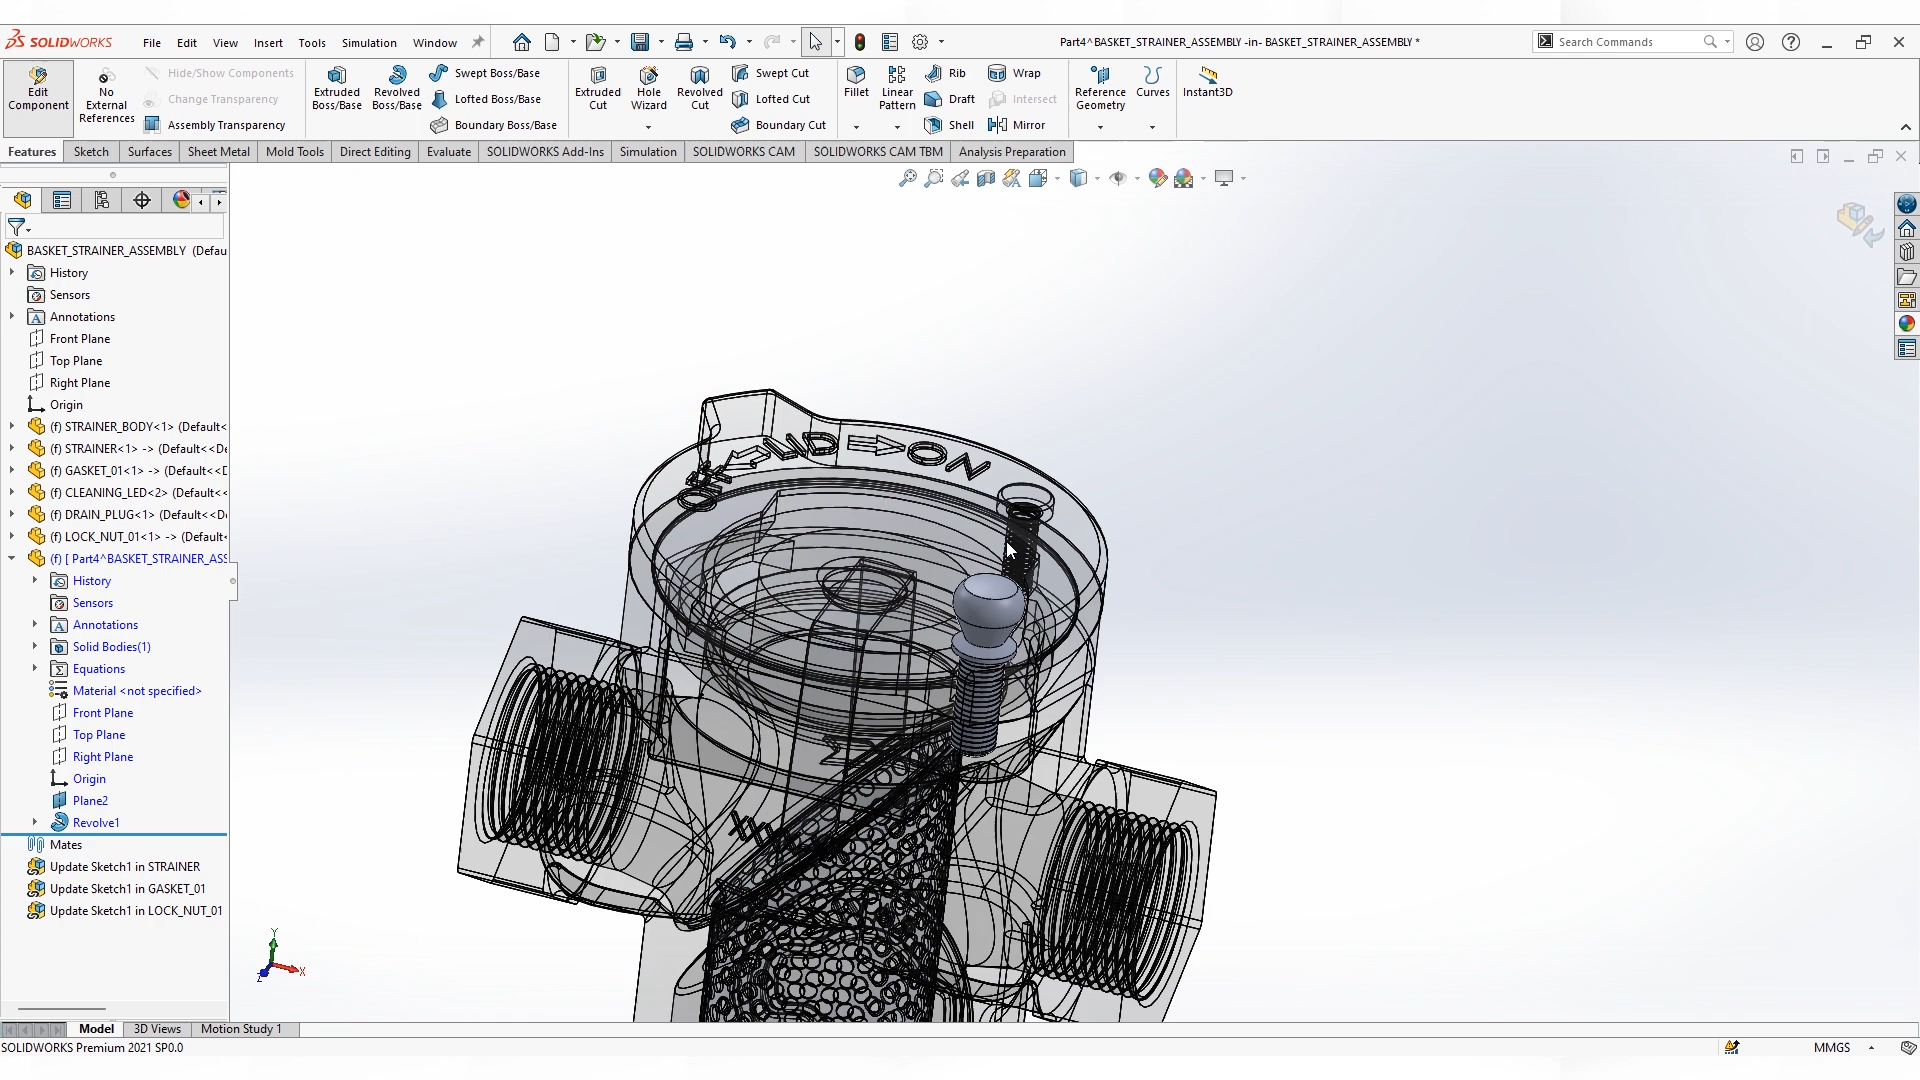 SOLIDWORKS
File Edit View Insert Tools Simulation Window
Part4^BASKET_STRAINER_ASSEMBLY -in- BASKET_STRAINER_ASSEMBLY *
Search Commands
Edit Component
No External References
Hide/Show Components
Change Transparency
Assembly Transparency
Extruded Boss/Base
Revolved Boss/Base
Swept Boss/Base
Lofted Boss/Base
Boundary Boss/Base
Extruded Cut
Hole Wizard
Revolved Cut
Swept Cut
Lofted Cut
Boundary Cut
Fillet
Linear Pattern
Rib
Draft
Shell
Wrap
Intersect
Mirror
Reference Geometry
Curves
Instant3D
Features Sketch Surfaces Sheet Metal Mold Tools Direct Editing Evaluate SOLIDWORKS Add-Ins Simulation SOLIDWORKS CAM SOLIDWORKS CAM TBM Analysis Preparation
BASKET_STRAINER_ASSEMBLY (Defau
History
Sensors
Annotations
Front Plane
Top Plane
Right Plane
Origin
(f) STRAINER_BODY<1> (Default<
(f) STRAINER<1> -> (Default<<De
(f) GASKET_01<1> -> (Default<<D
(f) CLEANING_LED<2> (Default<<
(f) DRAIN_PLUG<1> (Default<<De
(f) LOCK_NUT_01<1> -> (Default<
(f) [ Part4^BASKET_STRAINER_ASS
History
Sensors
Annotations
Solid Bodies(1)
Equations
Material <not specified>
Front Plane
Top Plane
Right Plane
Origin
Plane2
Revolve1
Mates
Update Sketch1 in STRAINER
Update Sketch1 in GASKET_01
Update Sketch1 in LOCK_NUT_01
LID
ON
Y
X
Z
Model 3D Views Motion Study 1
SOLIDWORKS Premium 2021 SP0.0
MMGS